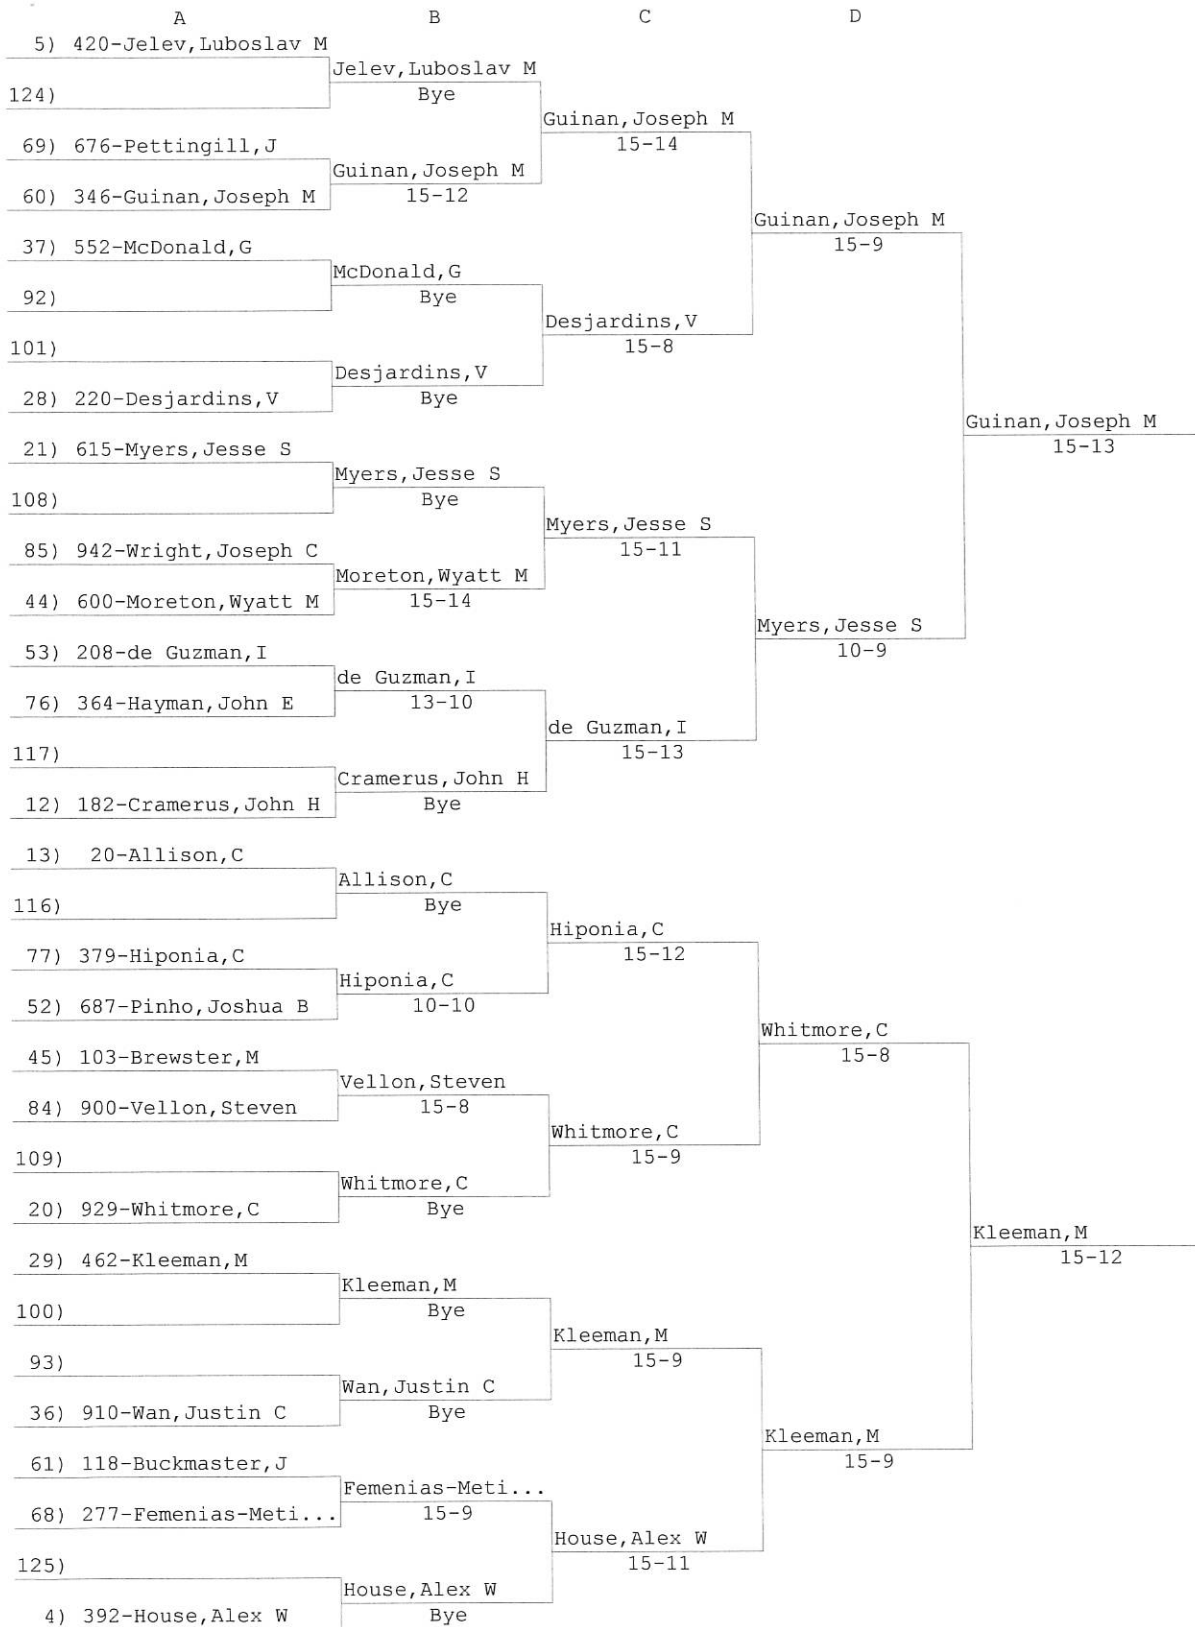 A B C D
5) 420-Jelev,Luboslav M
Jelev,Luboslav M
124)
Bye
Guinan,Joseph M
15-14
69) 676-Pettingill,J
Guinan,Joseph M
60) 346-Guinan,Joseph M
15-12
Guinan,Joseph M
15-9
37) 552-McDonald,G
McDonald,G
92)
Bye
Desjardins,V
15-8
101)
Desjardins,V
28) 220-Desjardins,V
Bye
Guinan,Joseph M
15-13
21) 615-Myers,Jesse S
Myers,Jesse S
108)
Bye
Myers,Jesse S
15-11
85) 942-Wright,Joseph C
Moreton,Wyatt M
44) 600-Moreton,Wyatt M
15-14
Myers,Jesse S
10-9
53) 208-de Guzman,I
de Guzman,I
76) 364-Hayman,John E
13-10
de Guzman,I
15-13
117)
Cramerus,John H
12) 182-Cramerus,John H
Bye
13) 20-Allison,C
Allison,C
116)
Bye
Hiponia,C
15-12
77) 379-Hiponia,C
Hiponia,C
52) 687-Pinho,Joshua B
10-10
Whitmore,C
15-8
45) 103-Brewster,M
Vellon,Steven
84) 900-Vellon,Steven
15-8
Whitmore,C
15-9
109)
Whitmore,C
20) 929-Whitmore,C
Bye
Kleeman,M
15-12
29) 462-Kleeman,M
Kleeman,M
100)
Bye
Kleeman,M
15-9
93)
Wan,Justin C
36) 910-Wan,Justin C
Bye
Kleeman,M
15-9
61) 118-Buckmaster,J
Femenias-Meti...
68) 277-Femenias-Meti...
15-9
House,Alex W
15-11
125)
House,Alex W
4) 392-House,Alex W
Bye